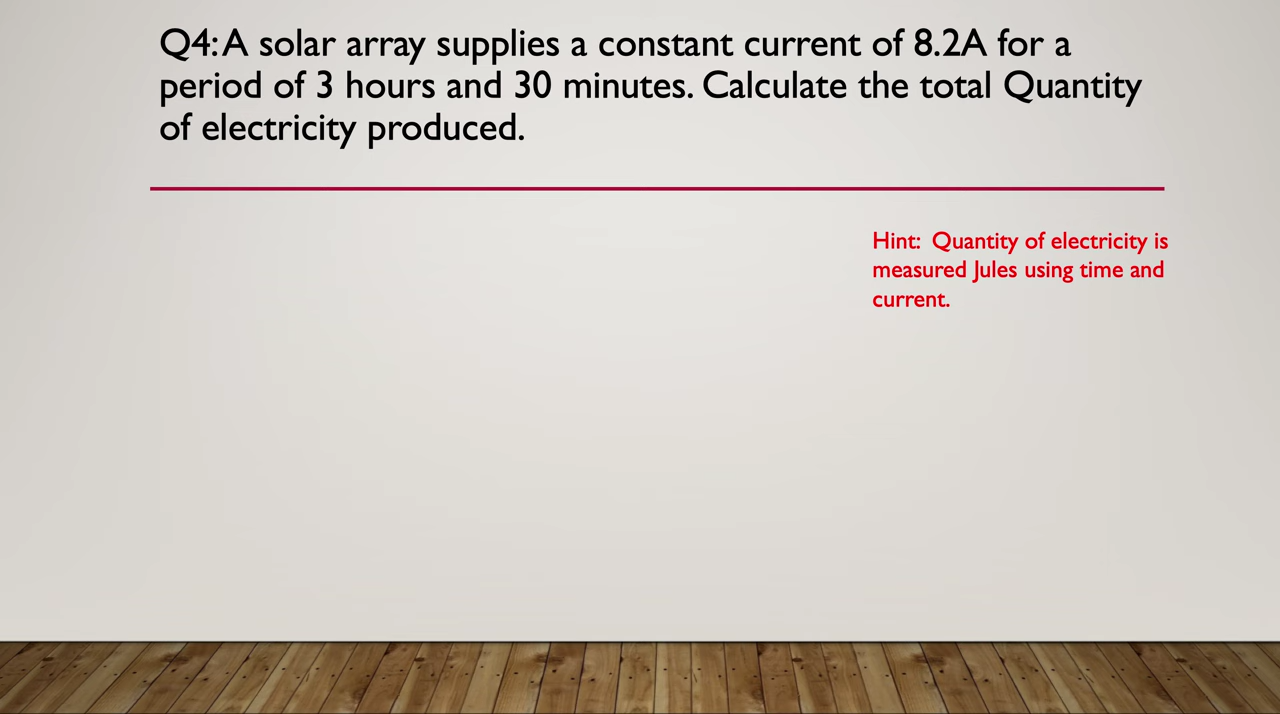 Q4: A solar array supplies a constant current of 8.2A for a
period of 3 hours and 30 minutes. Calculate the total Quantity
of electricity produced.
Hint:  Quantity of electricity is
measured Jules using time and
current.